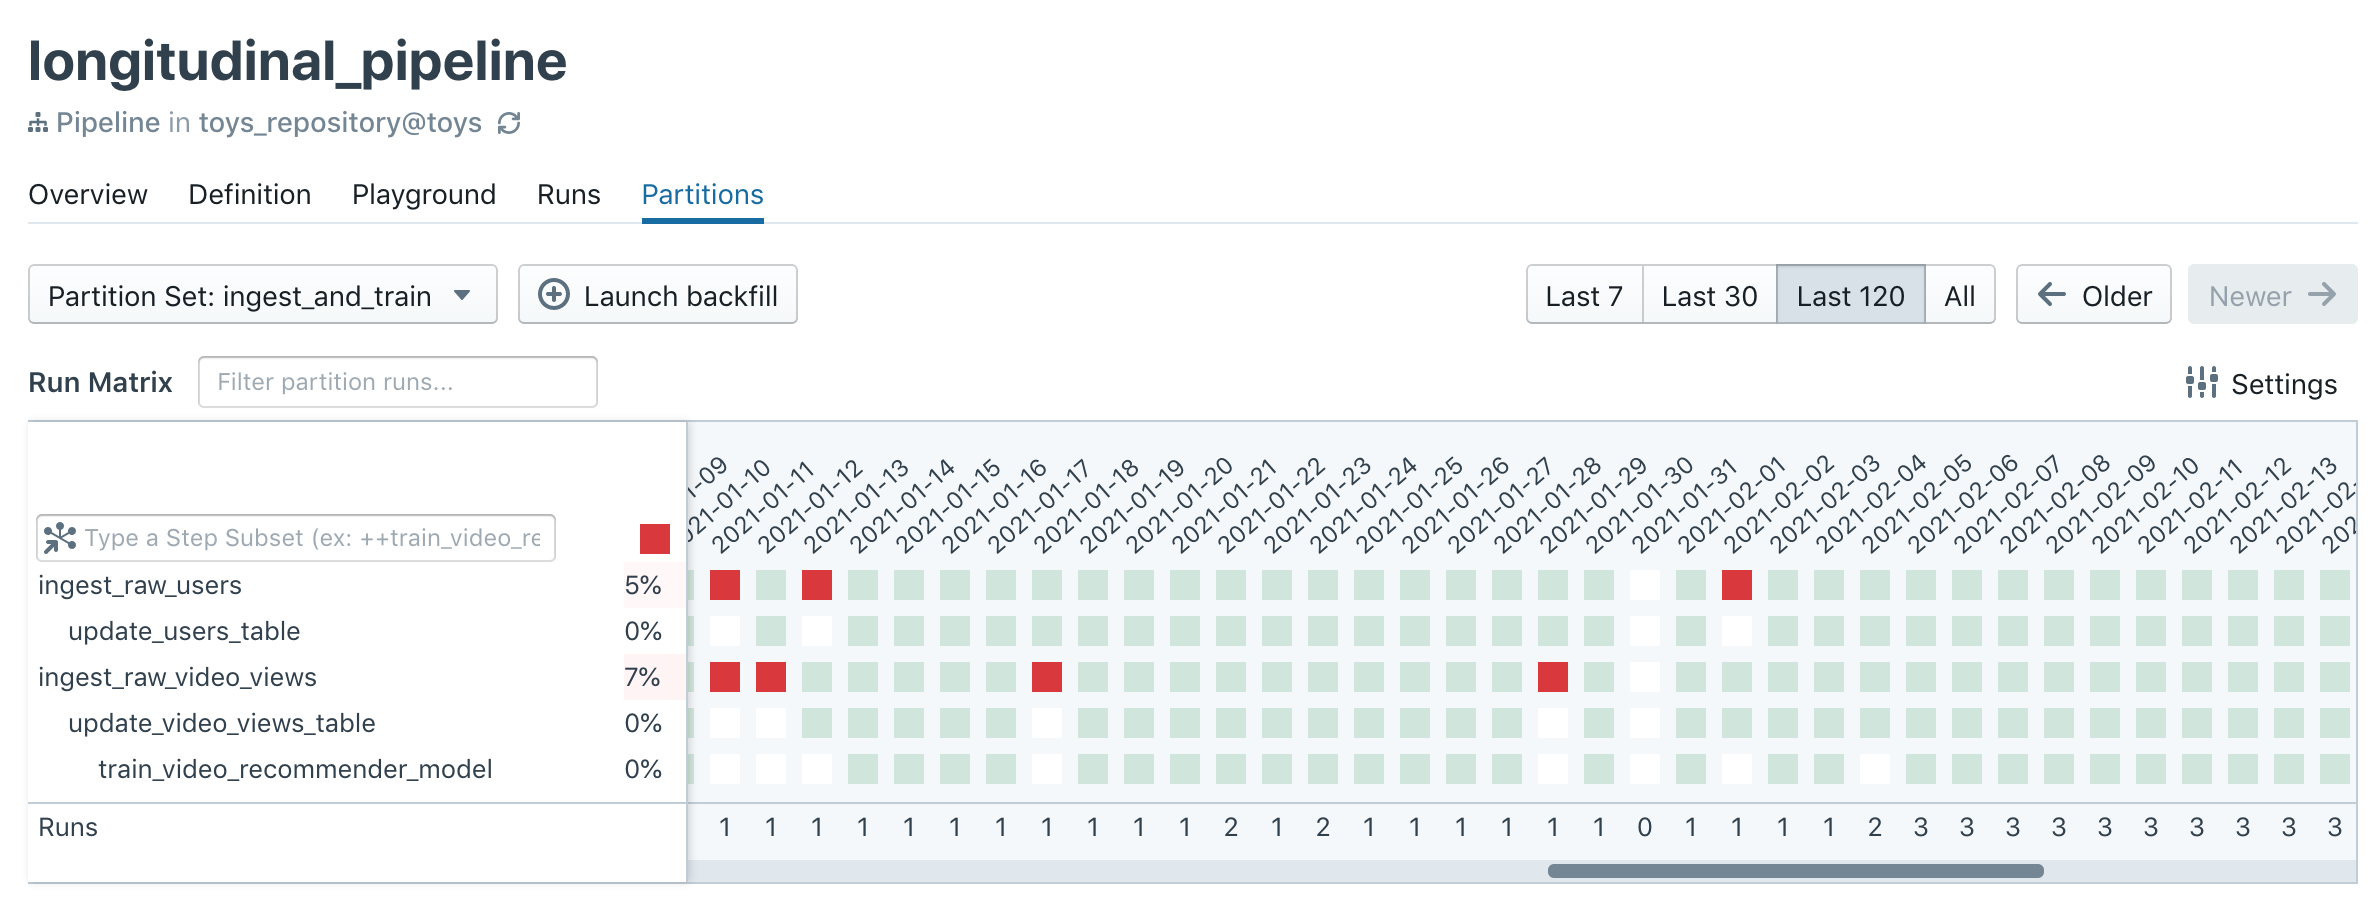 longitudinal_pipeline
Pipeline in toys_repository@toys
Overview Definition Playground Runs Partitions
Partition Set: ingest_and_train Launch backfill Last 7 Last 30 Last 120 All Older Newer
Run Matrix Filter partition runs... Settings
1-09 021-01-10 2021-01-11 2021-01-12 2021-01-13 2021-01-14 2021-01-15 2021-01-16 2021-01-17 2021-01-18 2021-01-19 2021-01-20 2021-01-21 2021-01-22 2021-01-23 2021-01-24 2021-01-25 2021-01-26 2021-01-27 2021-01-28 2021-01-29 2021-01-30 2021-01-31 2021-02-01 2021-02-02 2021-02-03 2021-02-04 2021-02-05 2021-02-06 2021-02-07 2021-02-08 2021-02-09 2021-02-10 2021-02-11 2021-02-12 2021-02-13 2021-02-
Type a Step Subset (ex: ++train_video_re
ingest_raw_users 5%
update_users_table 0%
ingest_raw_video_views 7%
update_video_views_table 0%
train_video_recommender_model 0%
Runs 1 1 1 1 1 1 1 1 1 1 1 2 1 2 1 1 1 1 1 1 0 1 1 1 1 2 3 3 3 3 3 3 3 3 3 3